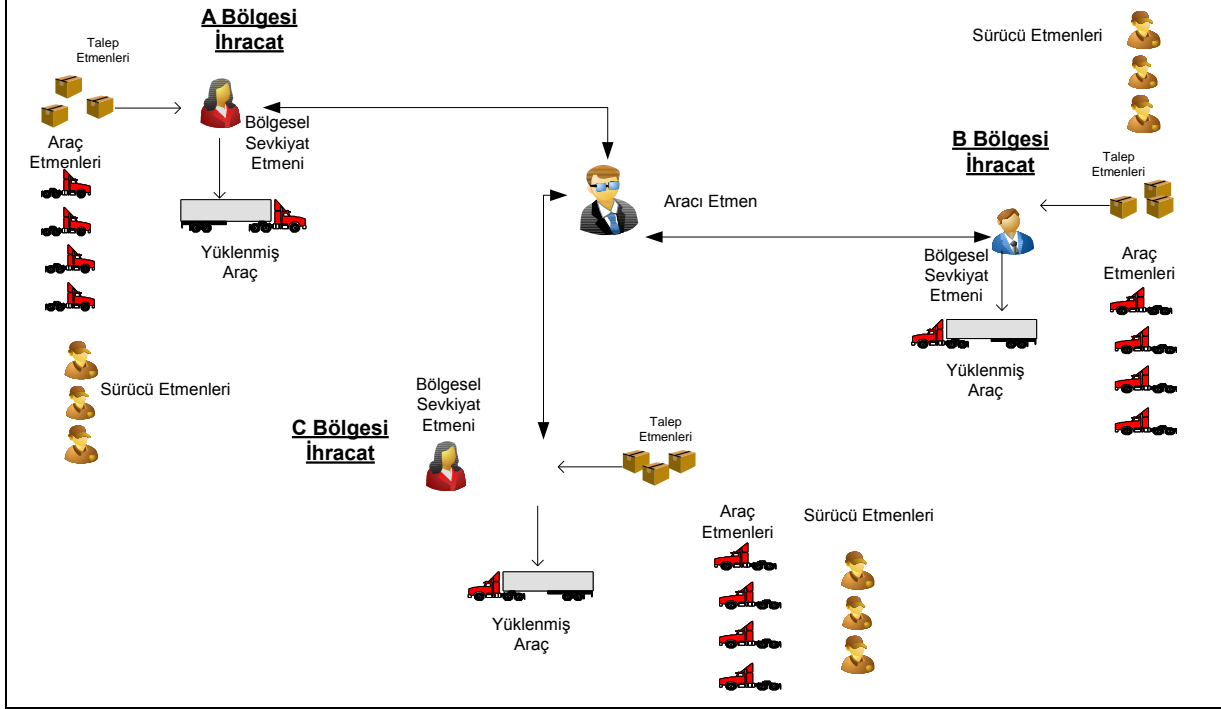 A Bölgesi
İhracat
Talep
Etmenleri
Araç
Etmenleri
Bölgesel
Sevkiyat
Etmeni
Yüklenmiş
Araç
Sürücü Etmenleri
Aracı Etmen
Sürücü Etmenleri
B Bölgesi
İhracat
Talep
Etmenleri
Bölgesel
Sevkiyat
Etmeni
Araç
Etmenleri
Yüklenmiş
Araç
C Bölgesi
İhracat
Bölgesel
Sevkiyat
Etmeni
Talep
Etmenleri
Yüklenmiş
Araç
Araç
Etmenleri
Sürücü Etmenleri